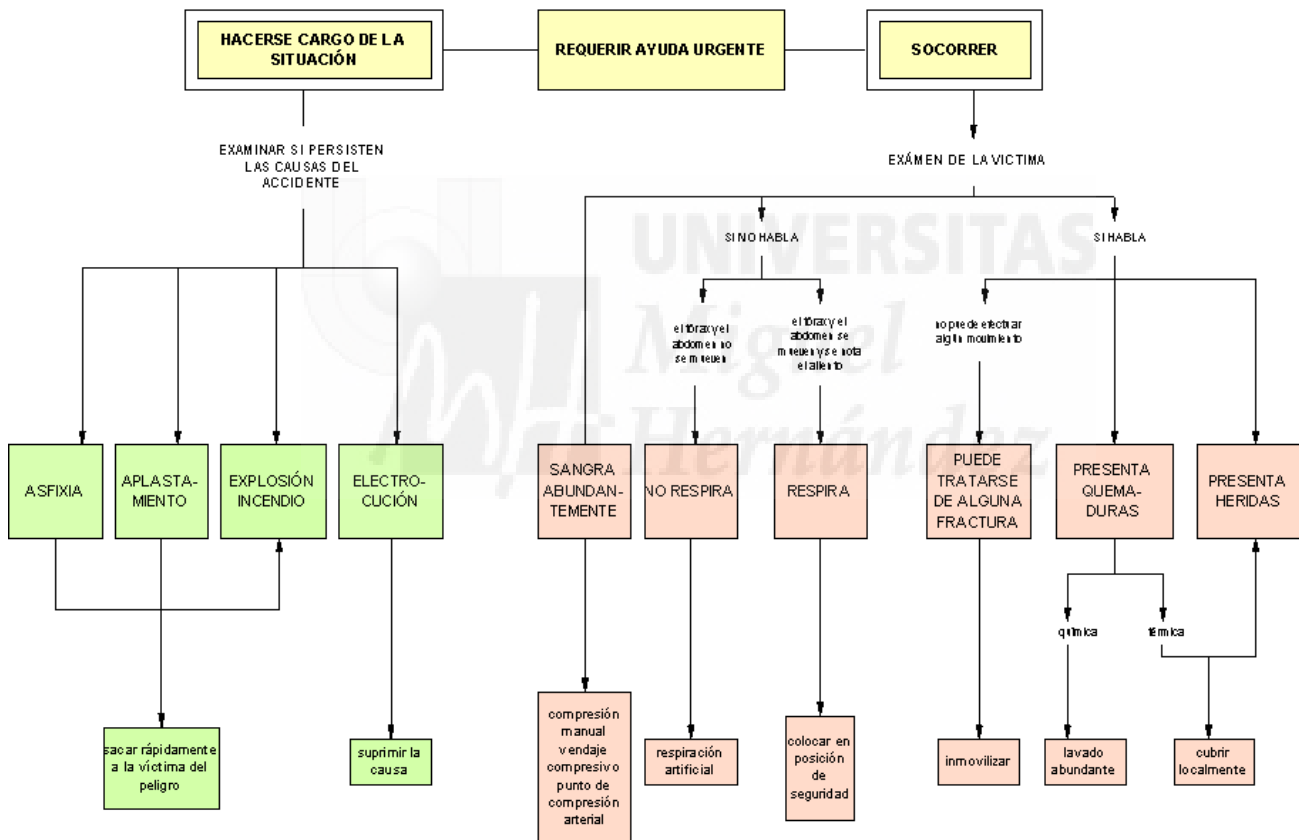 HACERSE CARGO DE LA
SITUACIÓN
REQUERIR AYUDA URGENTE
SOCORRER
EXAMINAR SI PERSISTEN
LAS CAUSAS DEL
ACCIDENTE
EXÁMEN DE LA VICTIMA
UNIVERSITAS
Miguel
Hernández
SI NO HABLA
SI HABLA
el tórax y el
abdomen no
se mueven
el tórax y el
abdomen se
mueven y se nota
el aliento
no puede efectuar
algún movimiento
ASFIXIA
APLASTA-
MIENTO
EXPLOSIÓN
INCENDIO
ELECTRO-
CUCIÓN
SANGRA
ABUNDAN-
TEMENTE
NO RESPIRA
RESPIRA
PUEDE
TRATARSE
DE ALGUNA
FRACTURA
PRESENTA
QUEMA-
DURAS
PRESENTA
HERIDAS
química
térmica
sacar rápidamente
a la víctima del
peligro
suprimir la
causa
compresión
manual
vendaje
compresivo
punto de
compresión
arterial
respiración
artificial
colocar en
posición
de
seguridad
inmovilizar
lavado
abundante
cubrir
localmente